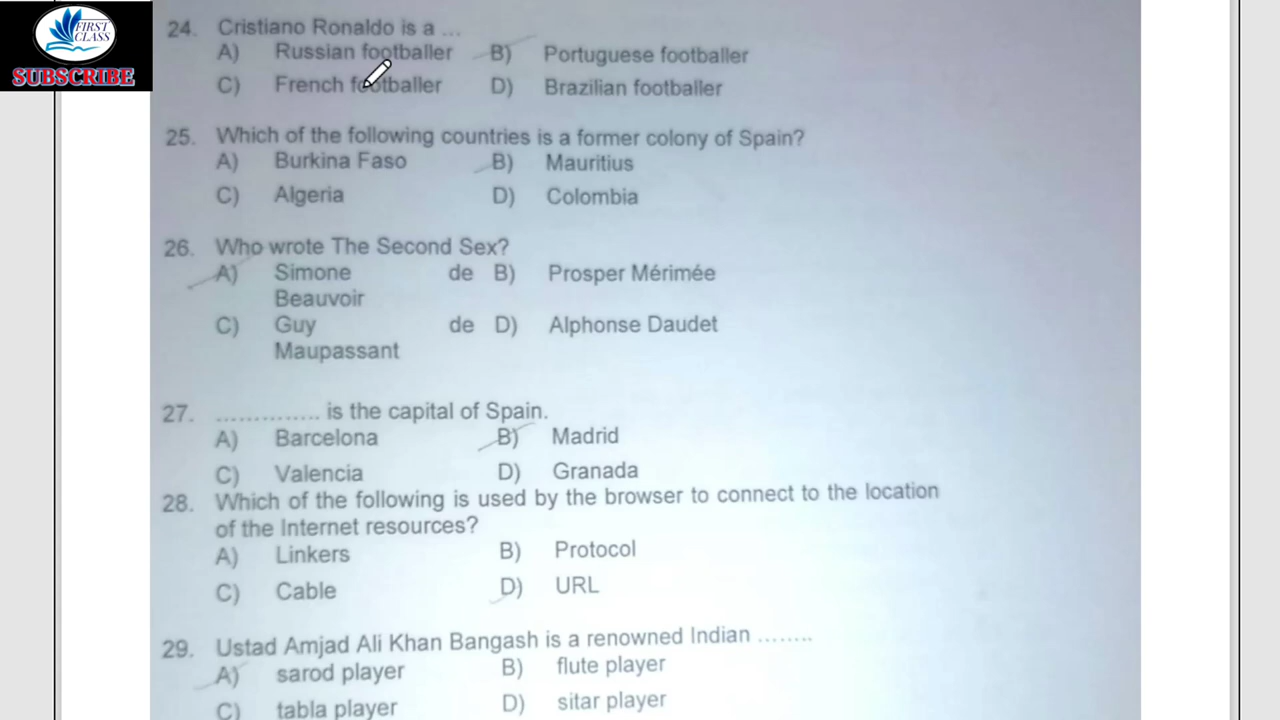 FIRST
CLASS
SUBSCRIBE
24. Cristiano Ronaldo is a ...
A) Russian footballer B) Portuguese footballer
C) French footballer D) Brazilian footballer
25. Which of the following countries is a former colony of Spain?
A) Burkina Faso B) Mauritius
C) Algeria D) Colombia
26. Who wrote The Second Sex?
A) Simone de B) Prosper Mérimée
Beauvoir
C) Guy de D) Alphonse Daudet
Maupassant
27. .............. is the capital of Spain.
A) Barcelona B) Madrid
C) Valencia D) Granada
28. Which of the following is used by the browser to connect to the location
of the Internet resources?
A) Linkers B) Protocol
C) Cable D) URL
29. Ustad Amjad Ali Khan Bangash is a renowned Indian ........
A) sarod player B) flute player
C) tabla player D) sitar player